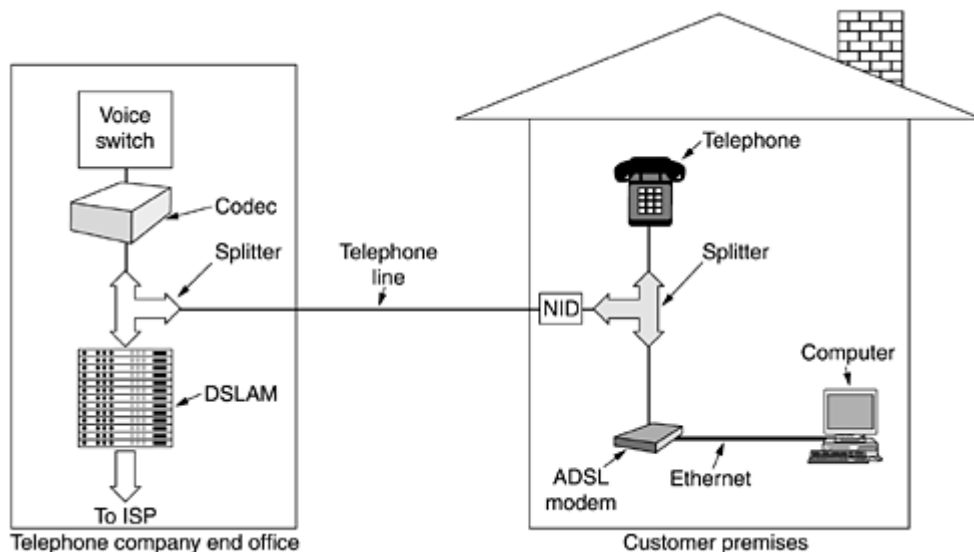 Voice
switch
Codec
Splitter
DSLAM
To ISP
Telephone company end office
Telephone
line
NID
Telephone
Splitter
Computer
ADSL
modem
Ethernet
Customer premises